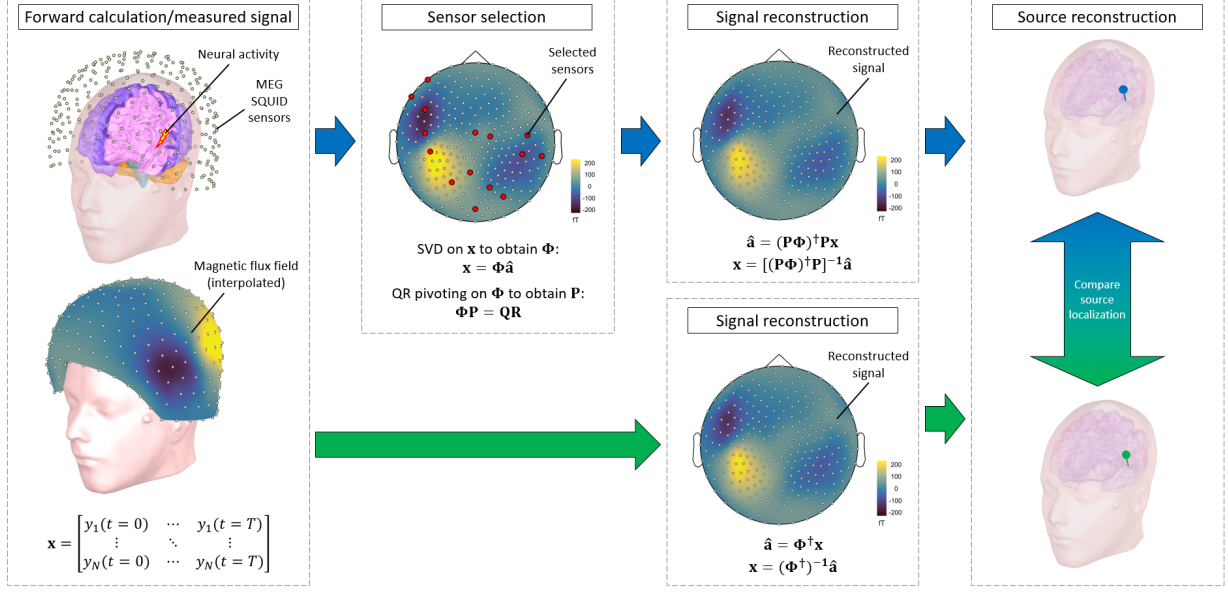 Forward calculation/measured signal
Neural activity
MEG
SQUID
sensors
Magnetic flux field
(interpolated)
𝐱 = [y₁(t = 0) ⋯ y₁(t = T)
⋮ ⋱ ⋮
y_N(t = 0) ⋯ y_N(t = T)]
Sensor selection
Selected
sensors
200
100
0
-100
-200
fT
SVD on 𝐱 to obtain 𝚽:
𝐱 = 𝚽𝐚̂
QR pivoting on 𝚽 to obtain 𝐏:
𝚽𝐏 = 𝐐𝐑
Signal reconstruction
Reconstructed
signal
200
100
0
-100
-200
fT
𝐚̂ = (𝐏𝚽)†𝐏𝐱
𝐱 = [(𝐏𝚽)†𝐏]⁻¹𝐚̂
Signal reconstruction
Reconstructed
signal
200
100
0
-100
-200
fT
𝐚̂ = 𝚽†𝐱
𝐱 = (𝚽†)⁻¹𝐚̂
Source reconstruction
Compare
source
localization